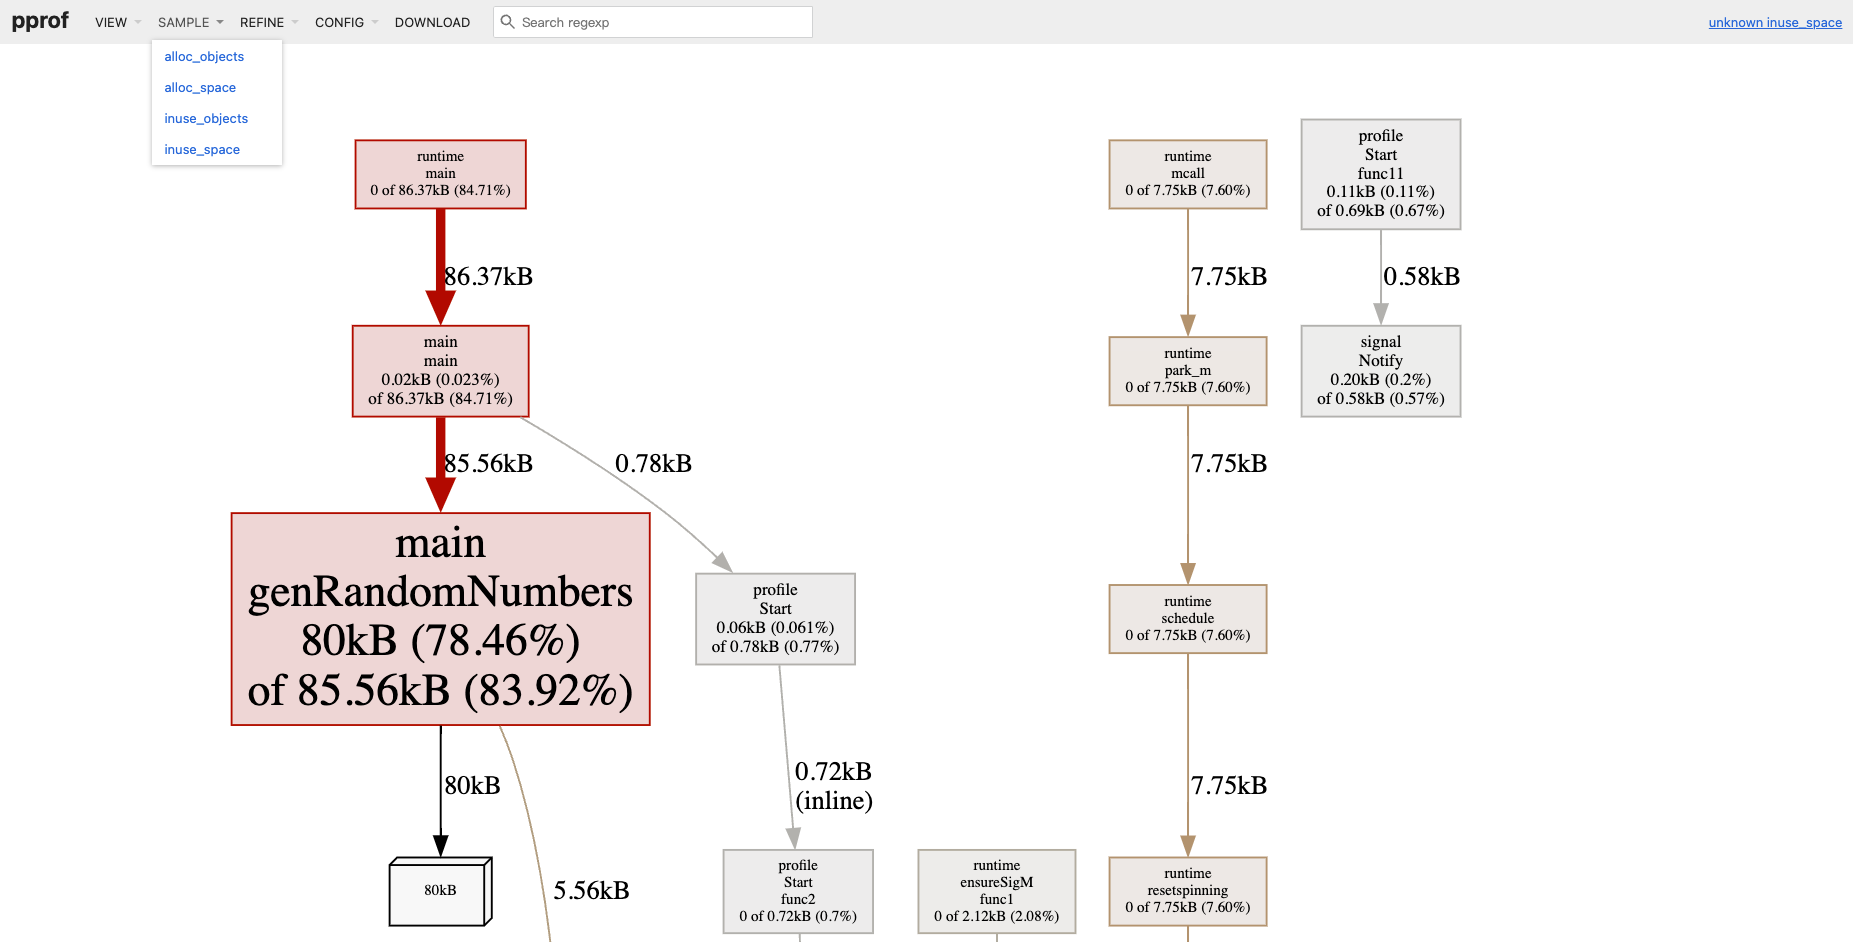 pprof
VIEW
SAMPLE
REFINE
CONFIG
DOWNLOAD
Search regexp
unknown inuse_space
alloc_objects
alloc_space
inuse_objects
inuse_space
runtime
main
0 of 86.37kB (84.71%)
86.37kB
main
main
0.02kB (0.023%)
of 86.37kB (84.71%)
85.56kB
0.78kB
main
genRandomNumbers
80kB (78.46%)
of 85.56kB (83.92%)
80kB
80kB
5.56kB
profile
Start
0.06kB (0.061%)
of 0.78kB (0.77%)
0.72kB
(inline)
profile
Start
func2
0 of 0.72kB (0.7%)
runtime
ensureSigM
func1
0 of 2.12kB (2.08%)
runtime
mcall
0 of 7.75kB (7.60%)
7.75kB
runtime
park_m
0 of 7.75kB (7.60%)
7.75kB
runtime
schedule
0 of 7.75kB (7.60%)
7.75kB
runtime
resetspinning
0 of 7.75kB (7.60%)
profile
Start
func11
0.11kB (0.11%)
of 0.69kB (0.67%)
0.58kB
signal
Notify
0.20kB (0.2%)
of 0.58kB (0.57%)